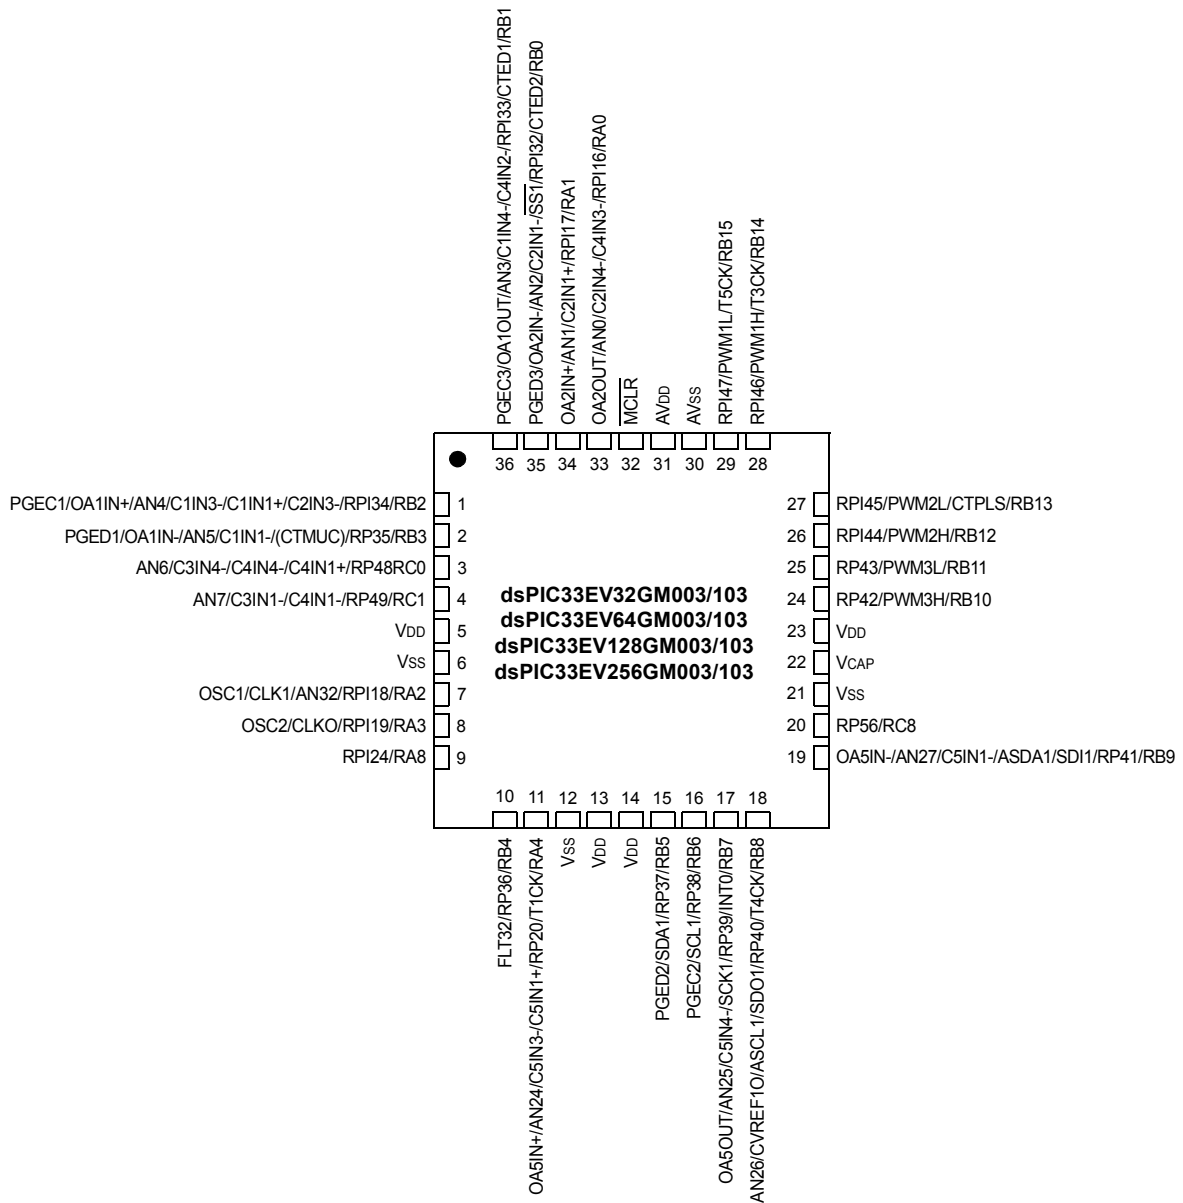 PGEC3/OA1OUT/AN3/C1IN4-/C4IN2-/RPI33/CTED1/RB1
PGED3/OA2IN-/AN2/C2IN1-/SS1/RPI32/CTED2/RB0
OA2IN+/AN1/C2IN1+/RPI17/RA1
OA2OUT/AN0/C2IN4-/C4IN3-/RPI16/RA0
MCLR
AVDD
AVSS
RPI47/PWM1L/T5CK/RB15
RPI46/PWM1H/T3CK/RB14
36 35 34 33 32 31 30 29 28
PGEC1/OA1IN+/AN4/C1IN3-/C1IN1+/C2IN3-/RPI34/RB2 1
PGED1/OA1IN-/AN5/C1IN1-/(CTMUC)/RP35/RB3 2
AN6/C3IN4-/C4IN4-/C4IN1+/RP48RC0 3
AN7/C3IN1-/C4IN1-/RP49/RC1 4
VDD 5
VSS 6
OSC1/CLK1/AN32/RPI18/RA2 7
OSC2/CLKO/RPI19/RA3 8
RPI24/RA8 9
dsPIC33EV32GM003/103
dsPIC33EV64GM003/103
dsPIC33EV128GM003/103
dsPIC33EV256GM003/103
27 RPI45/PWM2L/CTPLS/RB13
26 RPI44/PWM2H/RB12
25 RP43/PWM3L/RB11
24 RP42/PWM3H/RB10
23 VDD
22 VCAP
21 VSS
20 RP56/RC8
19 OA5IN-/AN27/C5IN1-/ASDA1/SDI1/RP41/RB9
10 11 12 13 14 15 16 17 18
FLT32/RP36/RB4
OA5IN+/AN24/C5IN3-/C5IN1+/RP20/T1CK/RA4
VSS
VDD
VDD
PGED2/SDA1/RP37/RB5
PGEC2/SCL1/RP38/RB6
OA5OUT/AN25/C5IN4-/SCK1/RP39/INT0/RB7
AN26/CVREF1O/ASCL1/SDO1/RP40/T4CK/RB8